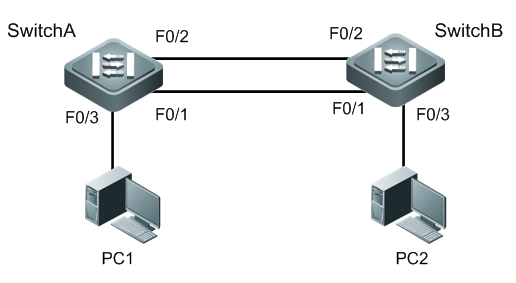 SwitchA
SwitchB
F0/2
F0/2
F0/3
F0/1
F0/1
F0/3
PC1
PC2